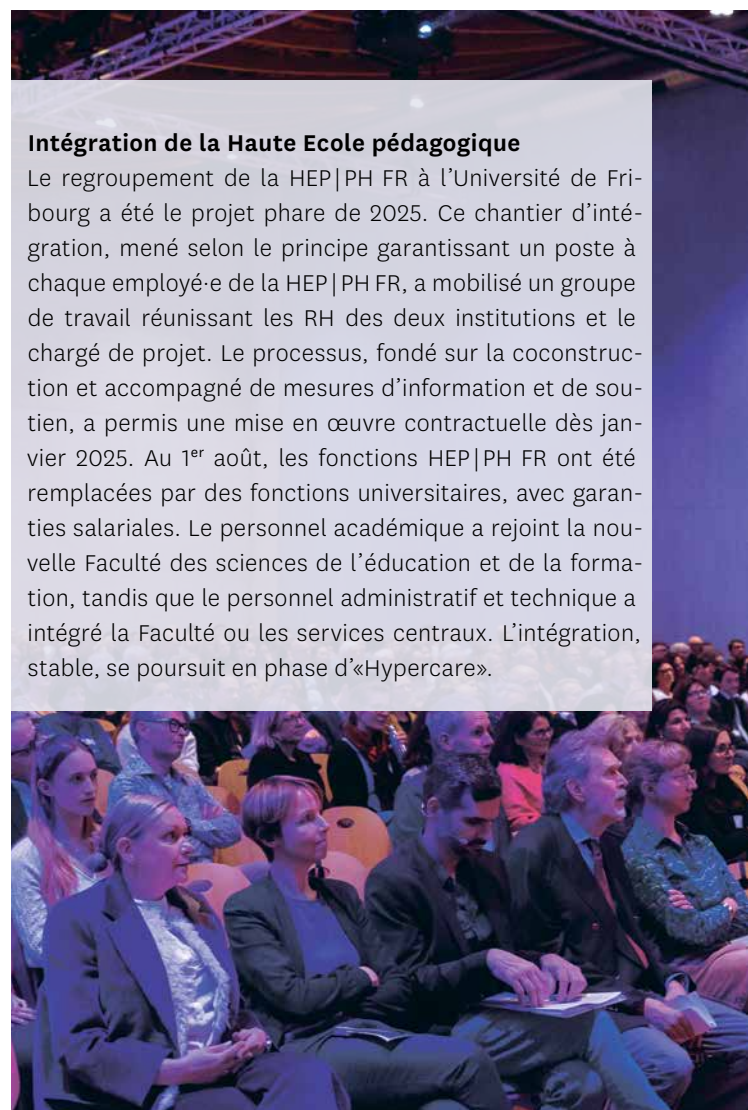 Intégration de la Haute Ecole pédagogique
Le regroupement de la HEP|PH FR à l’Université de Fri-
bourg a été le projet phare de 2025. Ce chantier d’inté-
gration, mené selon le principe garantissant un poste à
chaque employé·e de la HEP|PH FR, a mobilisé un groupe
de travail réunissant les RH des deux institutions et le
chargé de projet. Le processus, fondé sur la coconstruc-
tion et accompagné de mesures d’information et de sou-
tien, a permis une mise en œuvre contractuelle dès jan-
vier 2025. Au 1er août, les fonctions HEP|PH FR ont été
remplacées par des fonctions universitaires, avec garan-
ties salariales. Le personnel académique a rejoint la nou-
velle Faculté des sciences de l’éducation et de la forma-
tion, tandis que le personnel administratif et technique a
intégré la Faculté ou les services centraux. L’intégration,
stable, se poursuit en phase d’«Hypercare».